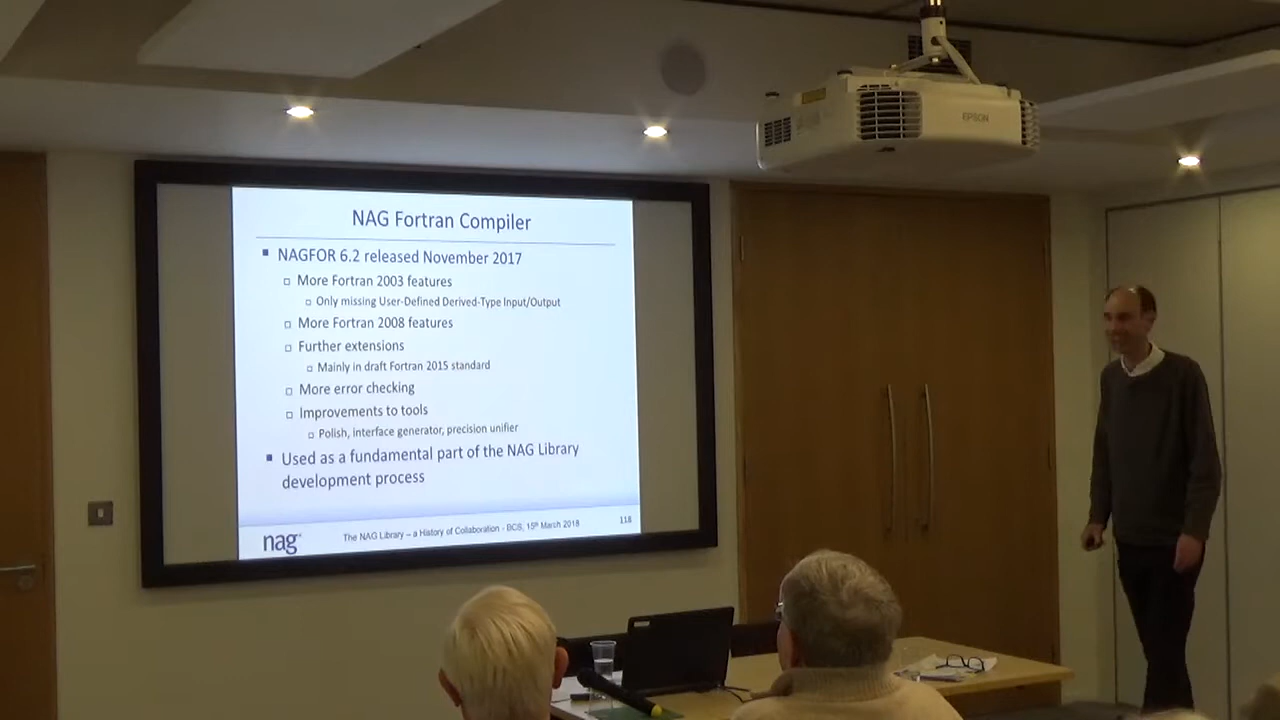 EPSON
NAG Fortran Compiler
NAGFOR 6.2 released November 2017
More Fortran 2003 features
Only missing User-Defined Derived-Type Input/Output
More Fortran 2008 features
Further extensions
Mainly in draft Fortran 2015 standard
More error checking
Improvements to tools
Polish, interface generator, precision unifier
Used as a fundamental part of the NAG Library
development process
nag
The NAG Library – a History of Collaboration - BCS, 15th March 2018
118